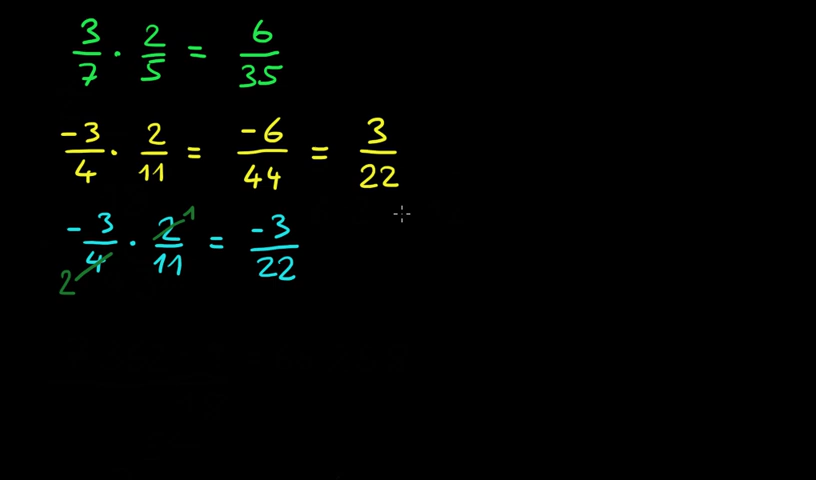 3/7 · 2/5 = 6/35
-3/4 · 2/11 = -6/44 = 3/22
-3/4 2 · 2/11 1 = -3/22